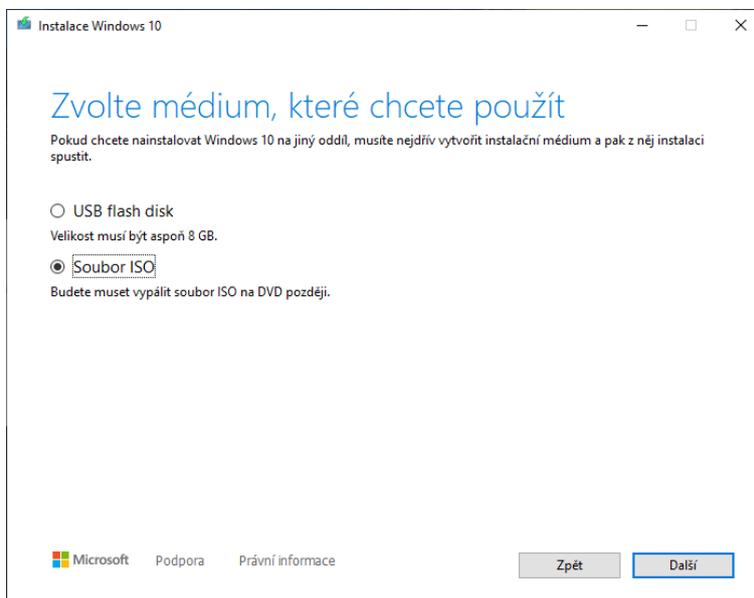 Instalace Windows 10
Zvolte médium, které chcete použít
Pokud chcete nainstalovat Windows 10 na jiný oddíl, musíte nejdřív vytvořit instalační médium a pak z něj instalaci
spustit.
USB flash disk
Velikost musí být aspoň 8 GB.
Soubor ISO
Budete muset vypálit soubor ISO na DVD později.
Microsoft Podpora Právní informace Zpět Další